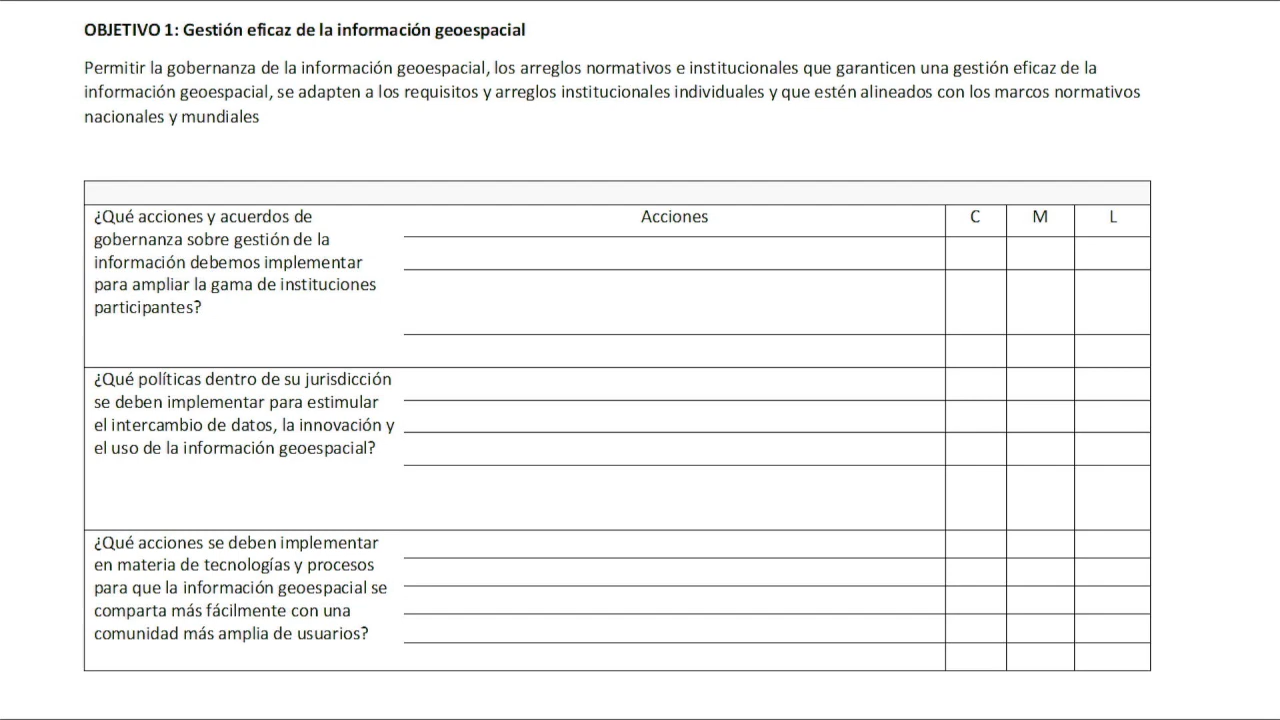 OBJETIVO 1: Gestión eficaz de la información geoespacial
Permitir la gobernanza de la información geoespacial, los arreglos normativos e institucionales que garanticen una gestión eficaz de la
información geoespacial, se adapten a los requisitos y arreglos institucionales individuales y que estén alineados con los marcos normativos
nacionales y mundiales
¿Qué acciones y acuerdos de
gobernanza sobre gestión de la
información debemos implementar
para ampliar la gama de instituciones
participantes?
Acciones
C
M
L
¿Qué políticas dentro de su jurisdicción
se deben implementar para estimular
el intercambio de datos, la innovación y
el uso de la información geoespacial?
¿Qué acciones se deben implementar
en materia de tecnologías y procesos
para que la información geoespacial se
comparta más fácilmente con una
comunidad más amplia de usuarios?